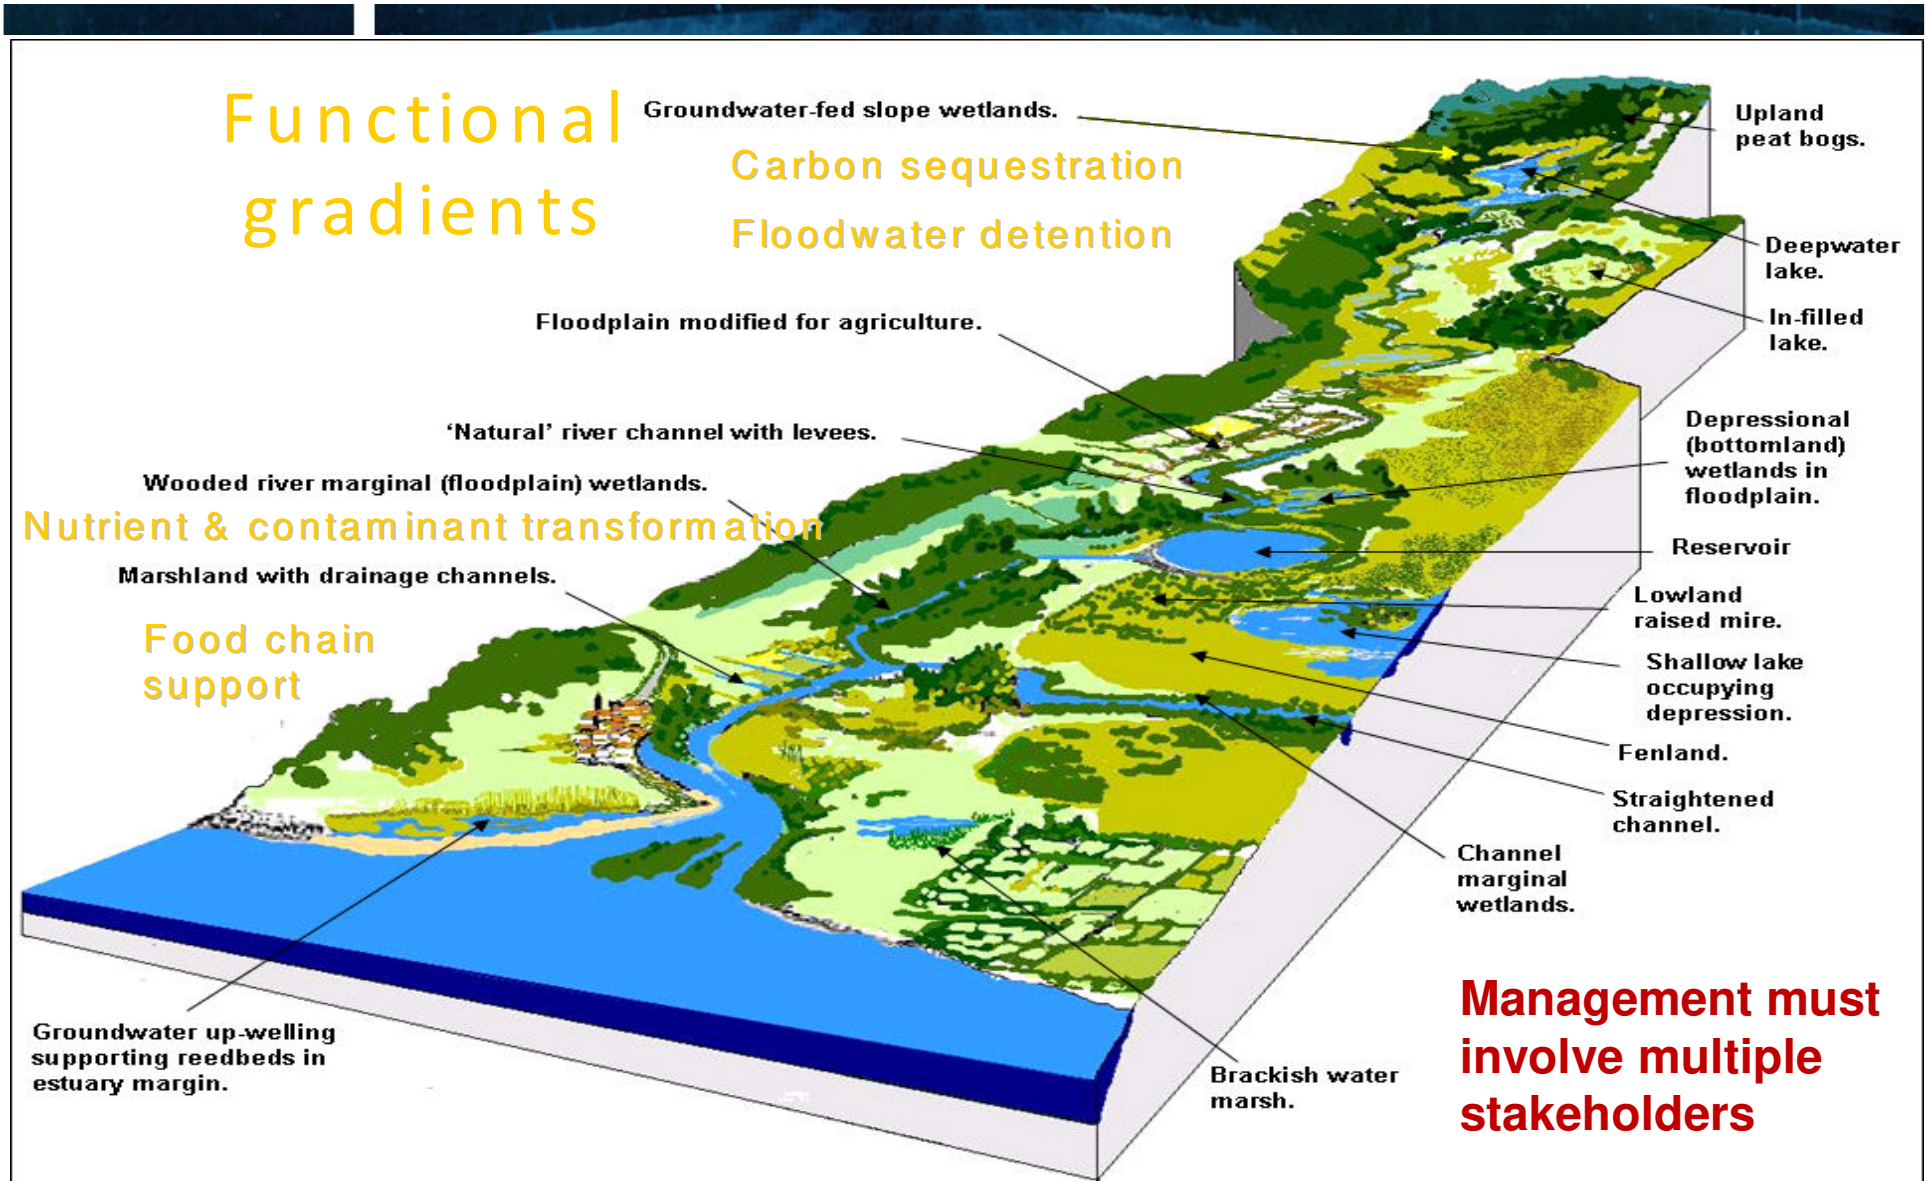 Functional
gradients
Groundwater-fed slope wetlands.
Carbon sequestration
Floodwater detention
Upland
peat bogs.
Deepwater
lake.
In-filled
lake.
Floodplain modified for agriculture.
'Natural' river channel with levees.
Depressional
(bottomland)
wetlands in
floodplain.
Wooded river marginal (floodplain) wetlands.
Nutrient & contaminant transformation
Reservoir
Marshland with drainage channels.
Lowland
raised mire.
Food chain
support
Shallow lake
occupying
depression.
Fenland.
Straightened
channel.
Channel
marginal
wetlands.
Groundwater up-welling
supporting reedbeds in
estuary margin.
Brackish water
marsh.
Management must
involve multiple
stakeholders